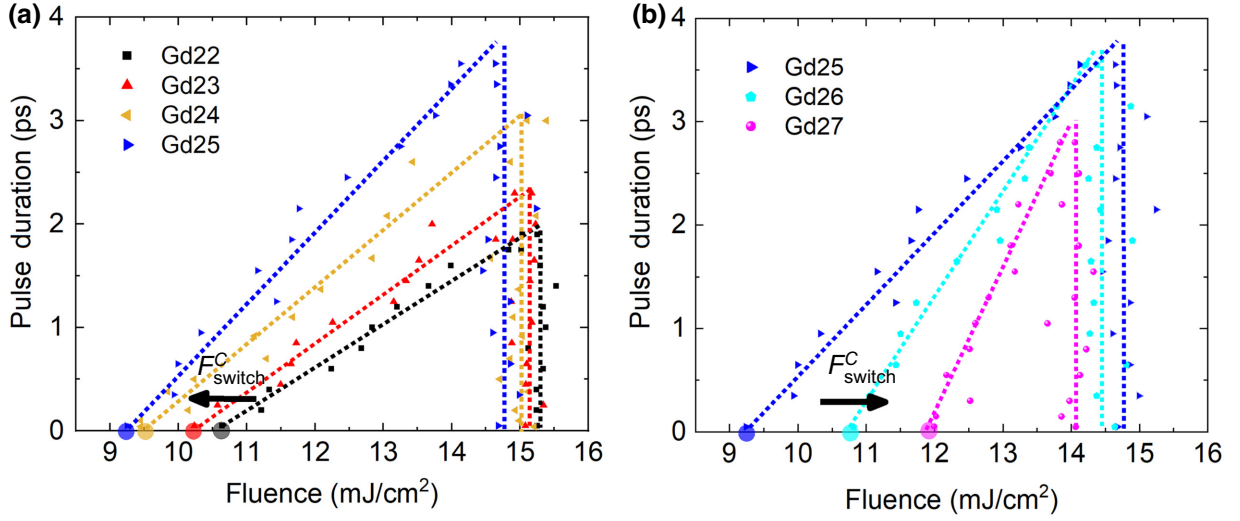 (a)
4
3
2
1
0
Pulse duration (ps)
Gd22
Gd23
Gd24
Gd25
F^C_switch
8 9 10 11 12 13 14 15 16
Fluence (mJ/cm²)
(b)
4
3
2
1
0
Pulse duration (ps)
Gd25
Gd26
Gd27
F^C_switch
8 9 10 11 12 13 14 15 16
Fluence (mJ/cm²)